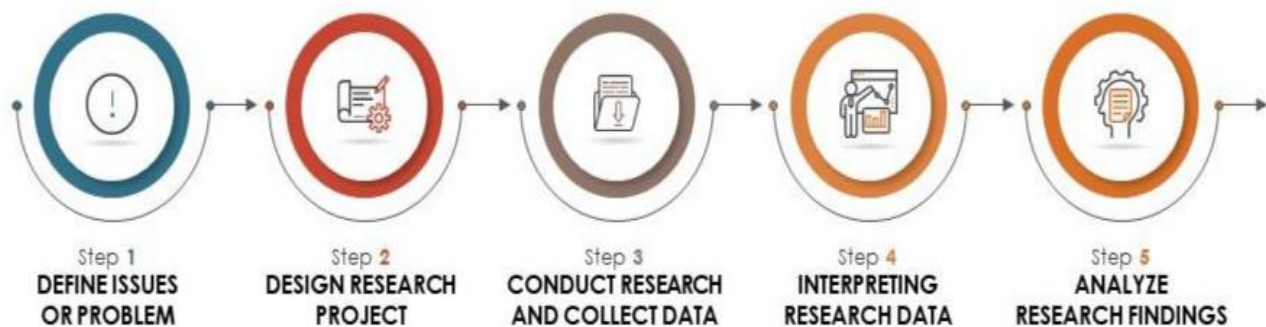 Step 1
DEFINE ISSUES
OR PROBLEM
Step 2
DESIGN RESEARCH
PROJECT
Step 3
CONDUCT RESEARCH
AND COLLECT DATA
Step 4
INTERPRETING
RESEARCH DATA
Step 5
ANALYZE
RESEARCH FINDINGS